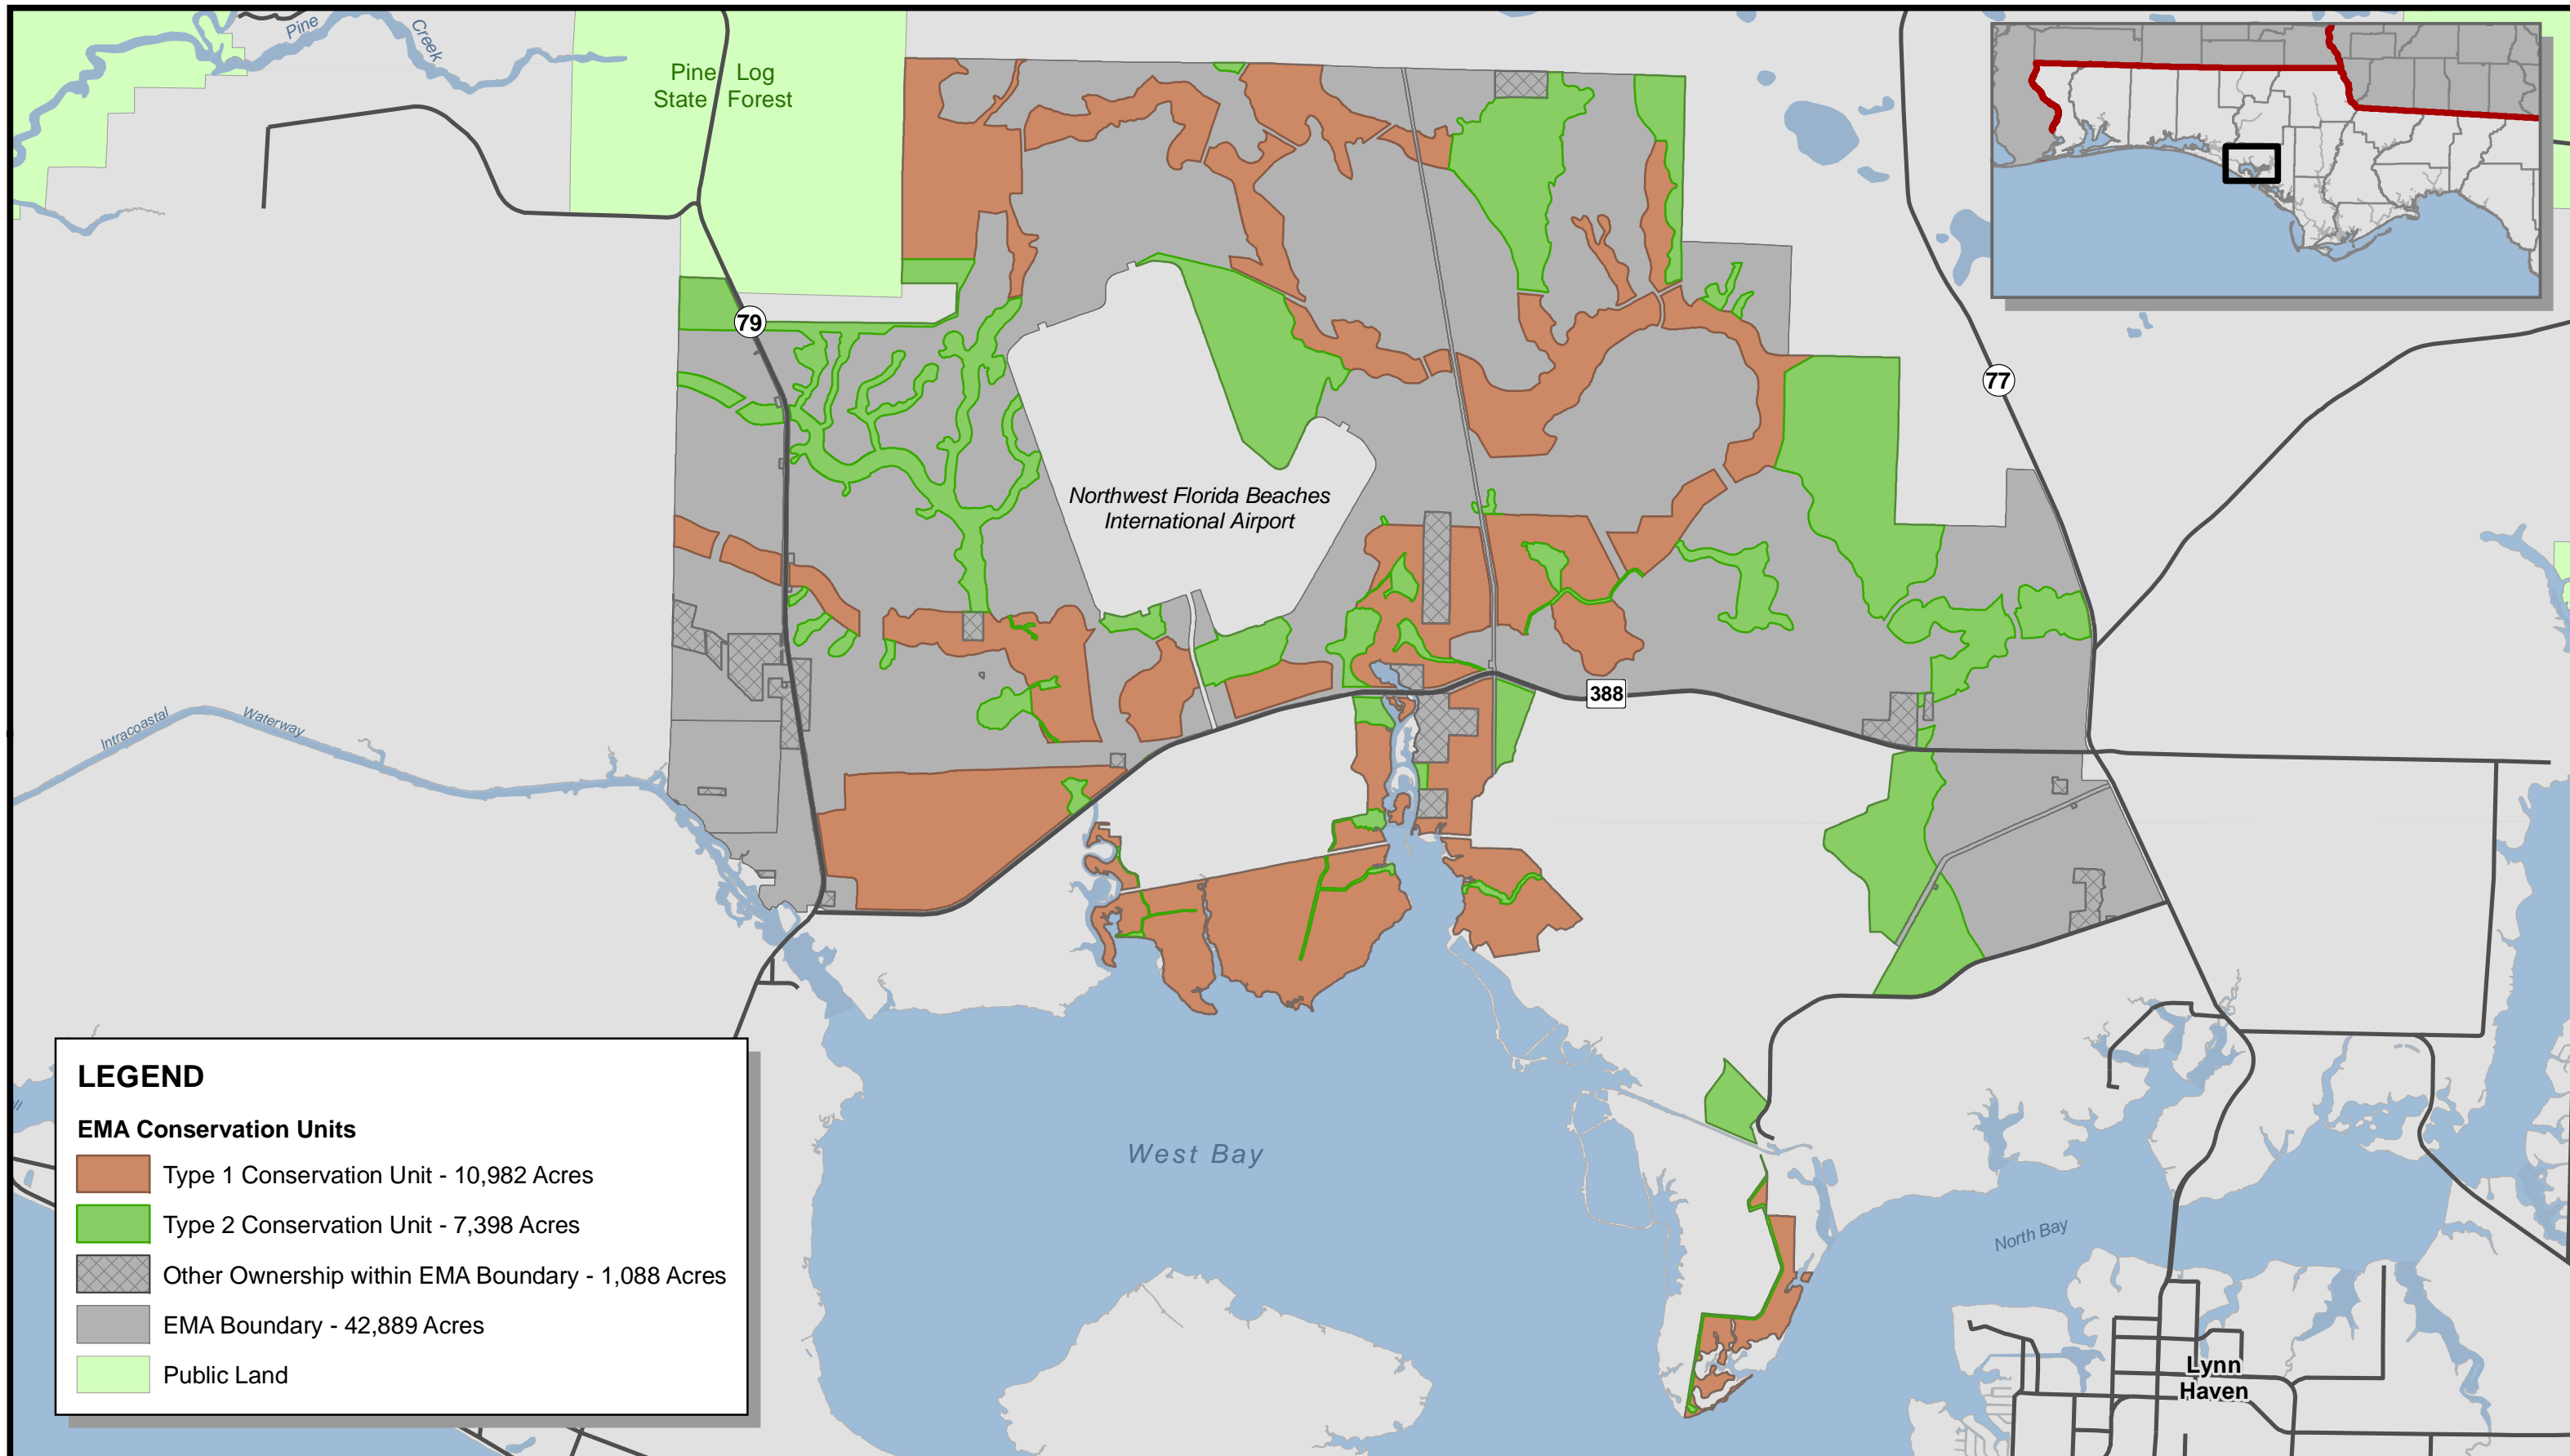 Pine
Creek
Pine Log
State Forest
79
77
Northwest Florida Beaches
International Airport
388
Intracoastal
Waterway
LEGEND
EMA Conservation Units
Type 1 Conservation Unit - 10,982 Acres
Type 2 Conservation Unit - 7,398 Acres
Other Ownership within EMA Boundary - 1,088 Acres
EMA Boundary - 42,889 Acres
Public Land
West Bay
North Bay
Lynn
Haven